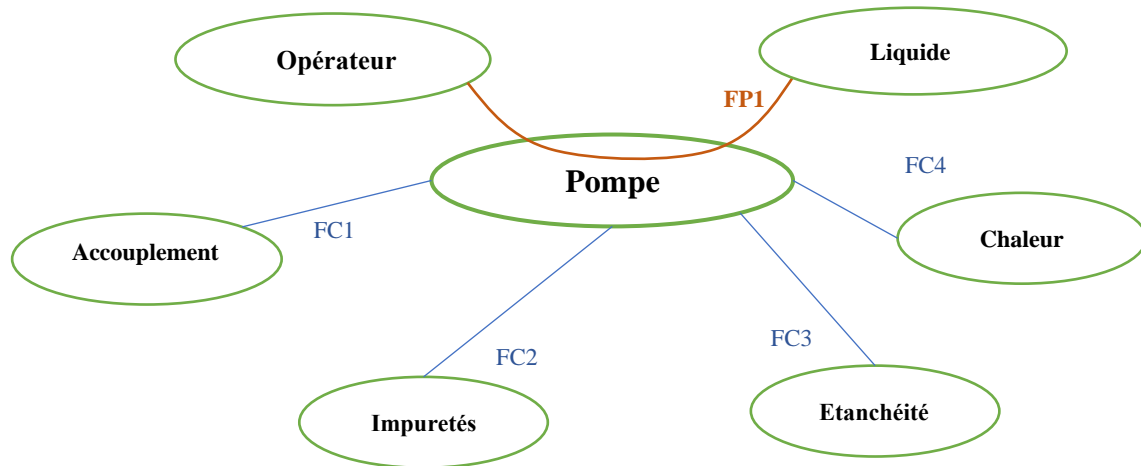 Opérateur
Liquide
FP1
Pompe
FC4
FC1
Accouplement
Chaleur
FC3
FC2
Impuretés
Etanchéité